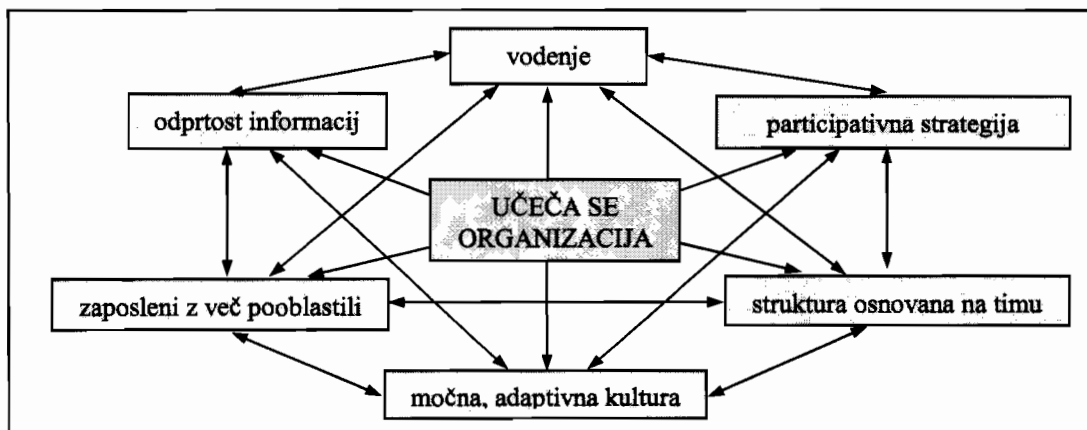 vodenje
odprtost informacij
participativna strategija
UČEČA SE
ORGANIZACIJA
zaposleni z več pooblastili
struktura osnovana na timu
močna, adaptivna kultura